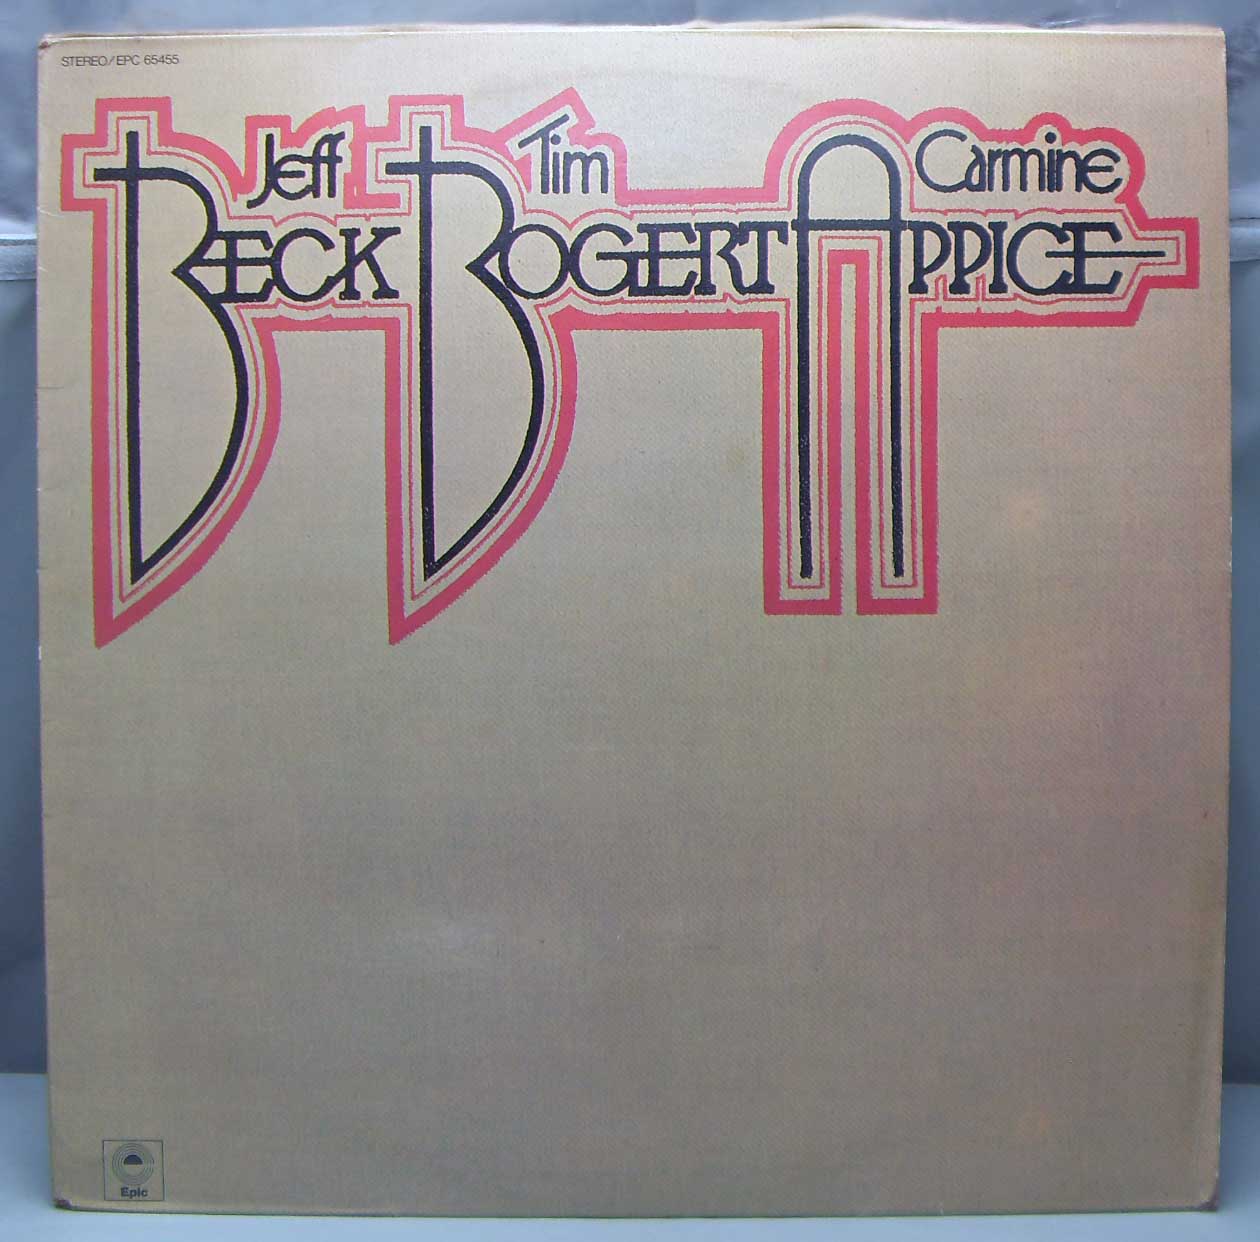 STEREO/EPC 65455
Jeff Tim Carmine
BECK BOGERT APPICE
Epic